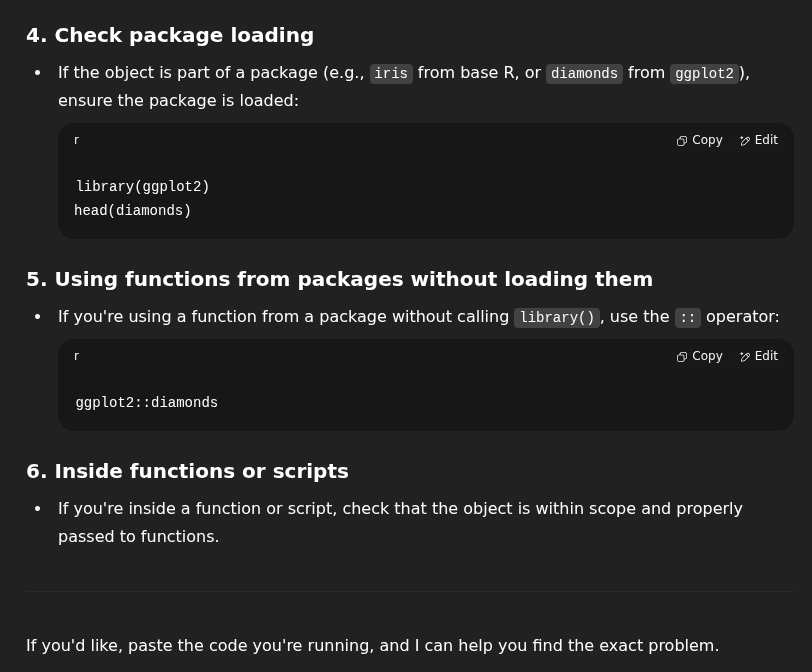 4. Check package loading
• If the object is part of a package (e.g., iris from base R, or diamonds from ggplot2),
ensure the package is loaded:
r Copy Edit
library(ggplot2)
head(diamonds)
5. Using functions from packages without loading them
• If you're using a function from a package without calling library(), use the :: operator:
r Copy Edit
ggplot2::diamonds
6. Inside functions or scripts
• If you're inside a function or script, check that the object is within scope and properly
passed to functions.
If you'd like, paste the code you're running, and I can help you find the exact problem.